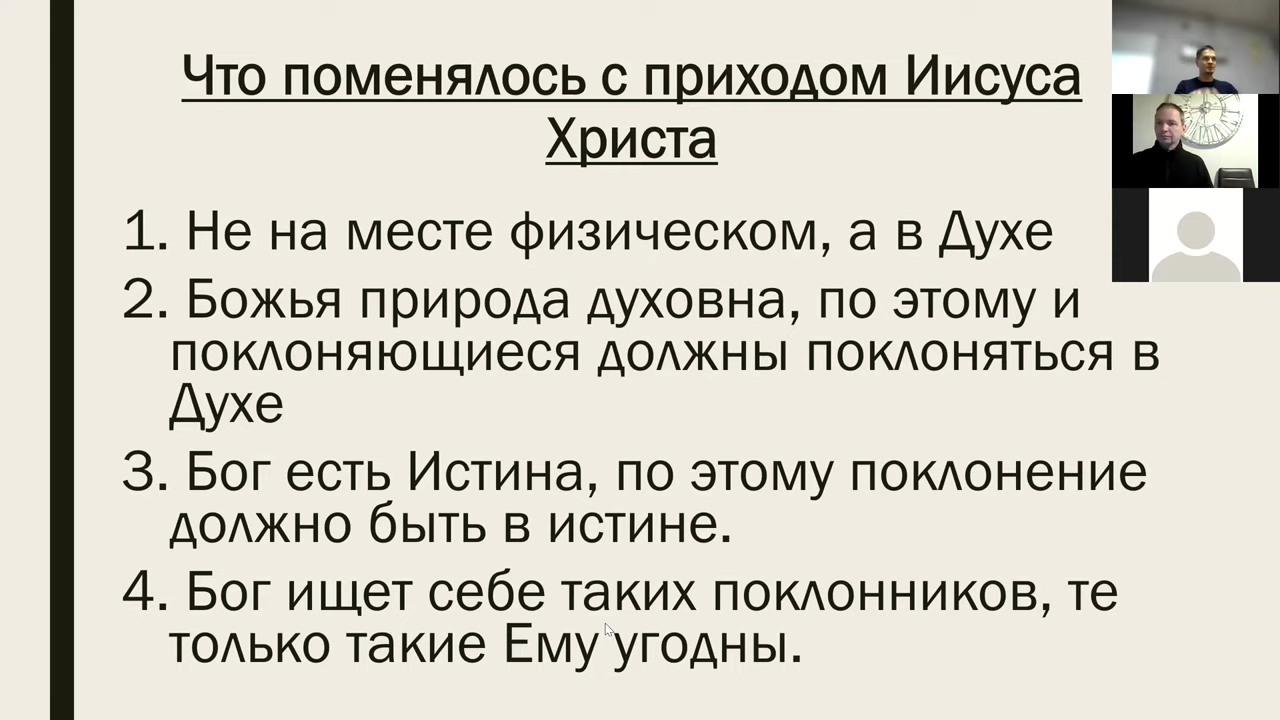 Что поменялось с приходом Иисуса
Христа
1. Не на месте физическом, а в Духе
2. Божья природа духовна, по этому и
поклоняющиеся должны поклоняться в
Духе
3. Бог есть Истина, по этому поклонение
должно быть в истине.
4. Бог ищет себе таких поклонников, те
только такие Ему угодны.